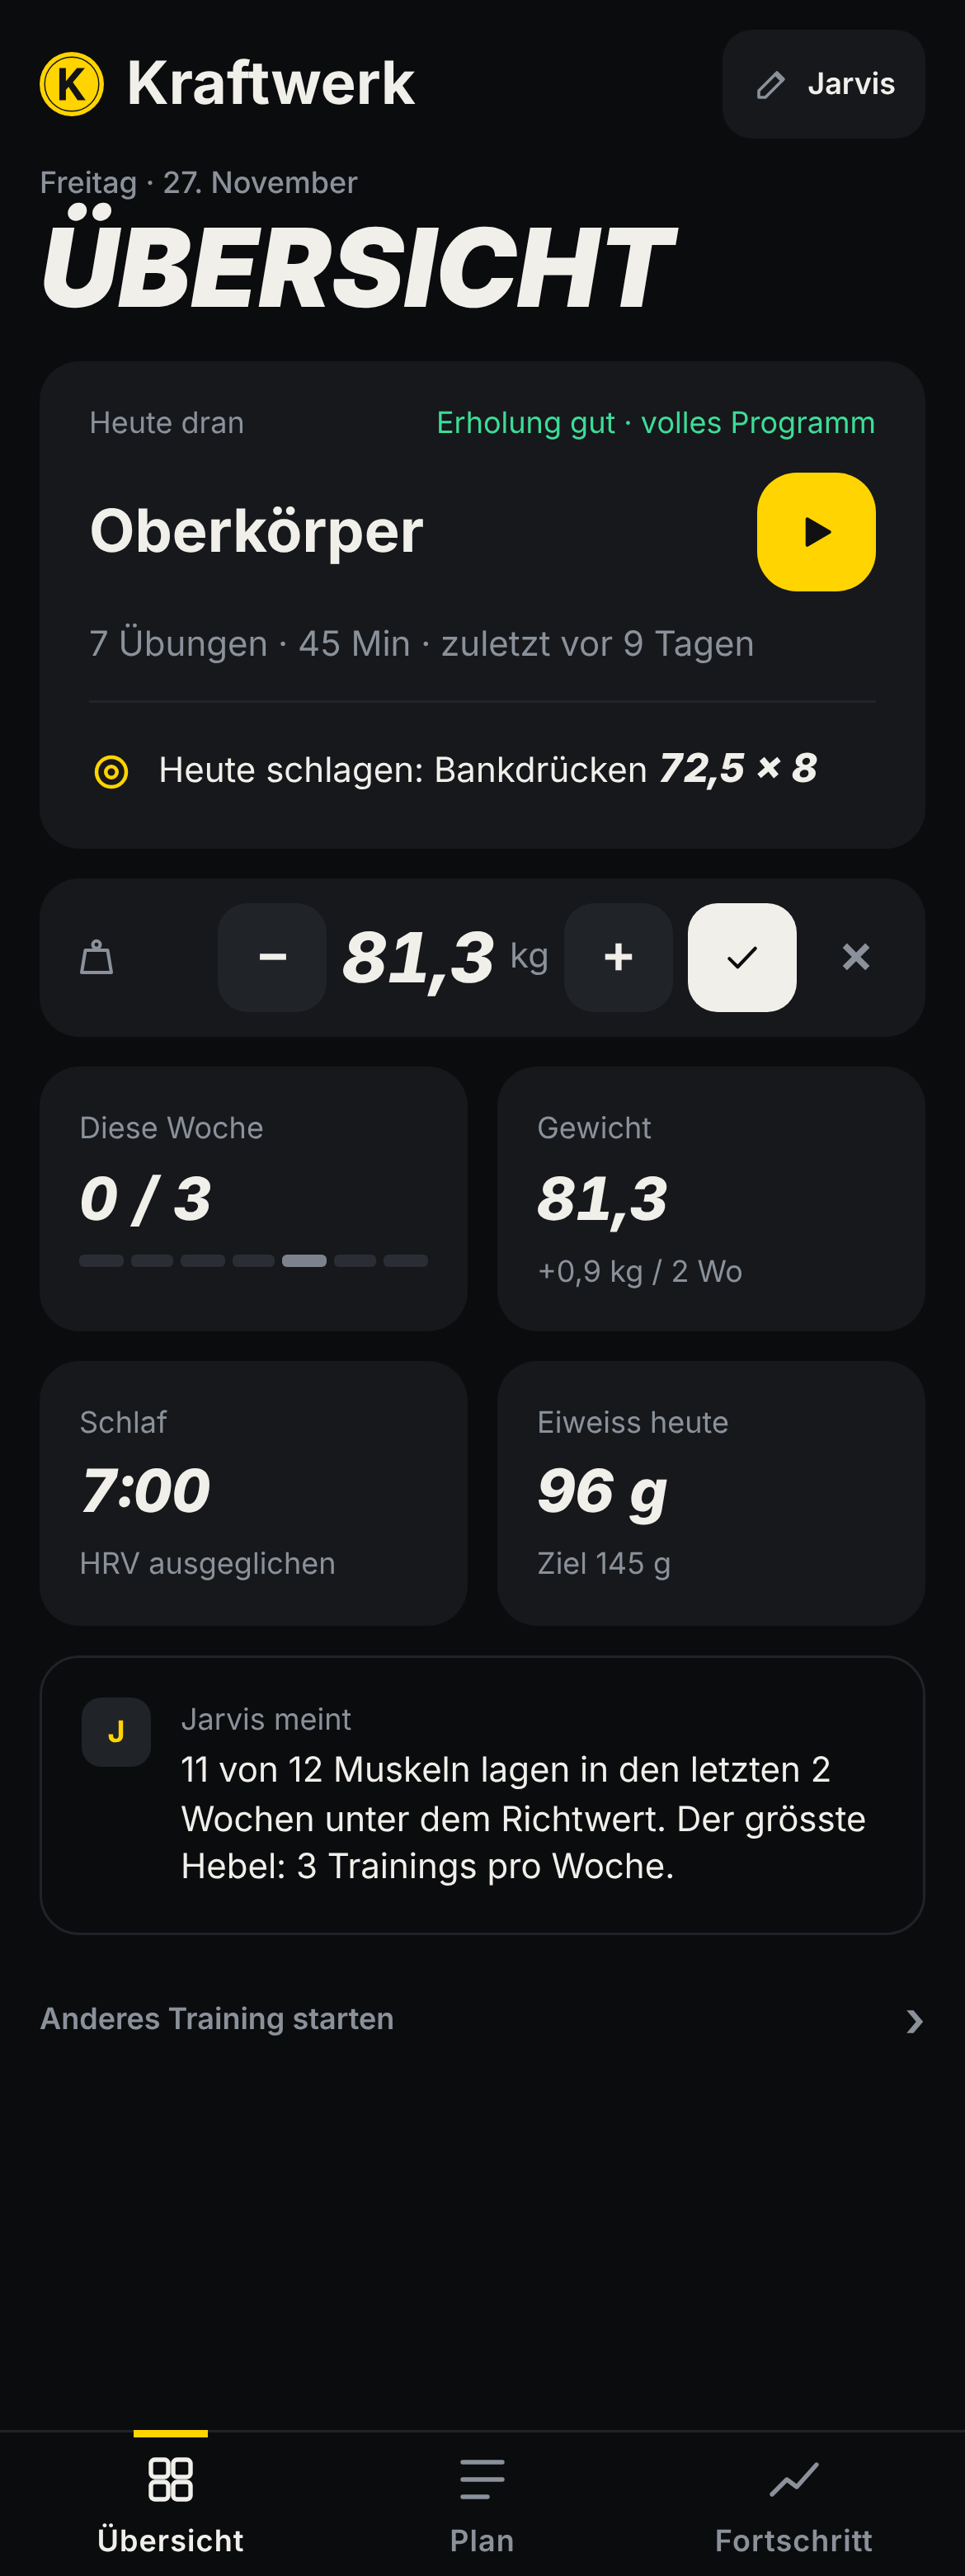 K Kraftwerk
Jarvis
Freitag · 27. November
ÜBERSICHT
Heute dran
Erholung gut · volles Programm
Oberkörper
7 Übungen · 45 Min · zuletzt vor 9 Tagen
Heute schlagen: Bankdrücken 72,5 × 8
− 81,3 kg + ✓ ×
Diese Woche
0 / 3
Gewicht
81,3
+0,9 kg / 2 Wo
Schlaf
7:00
HRV ausgeglichen
Eiweiss heute
96 g
Ziel 145 g
J
Jarvis meint
11 von 12 Muskeln lagen in den letzten 2
Wochen unter dem Richtwert. Der grösste
Hebel: 3 Trainings pro Woche.
Anderes Training starten ›
Übersicht
Plan
Fortschritt